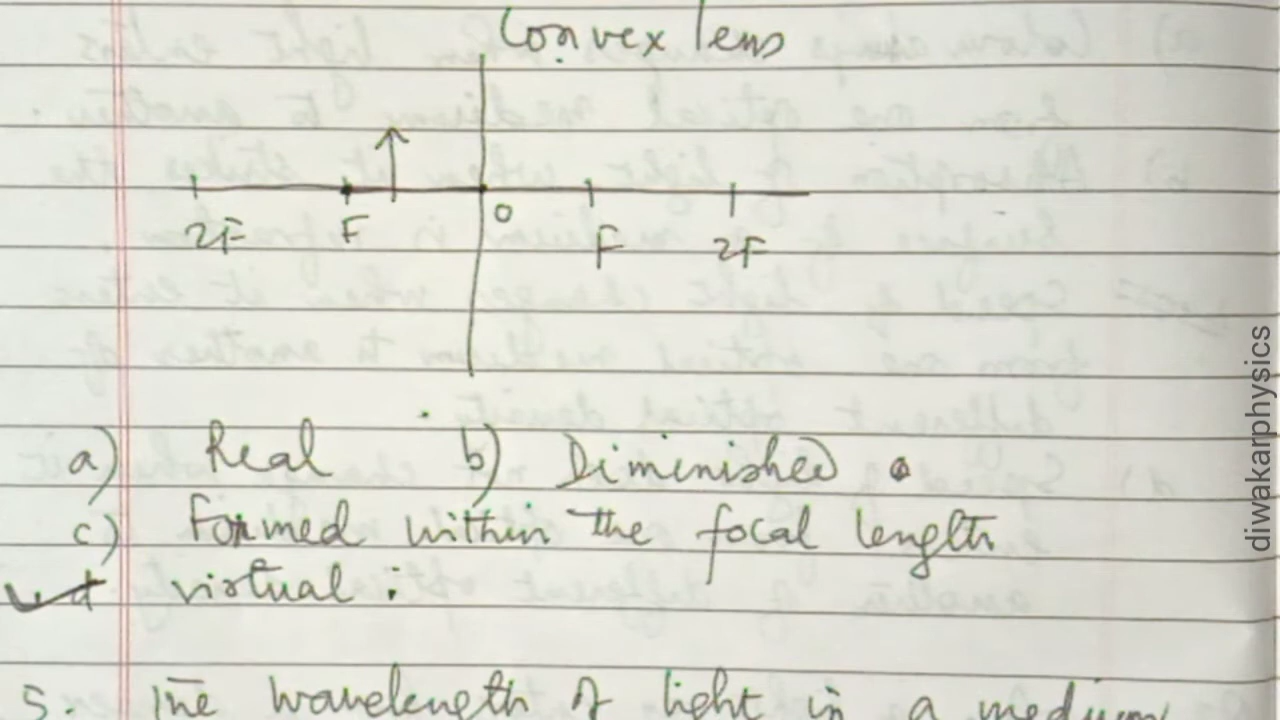 Convex lens
2F F O F 2F
a) Real b) Diminished
c) Formed within the focal length
d virtual :
5. The wavelength of light in a medium
diwakarphysics